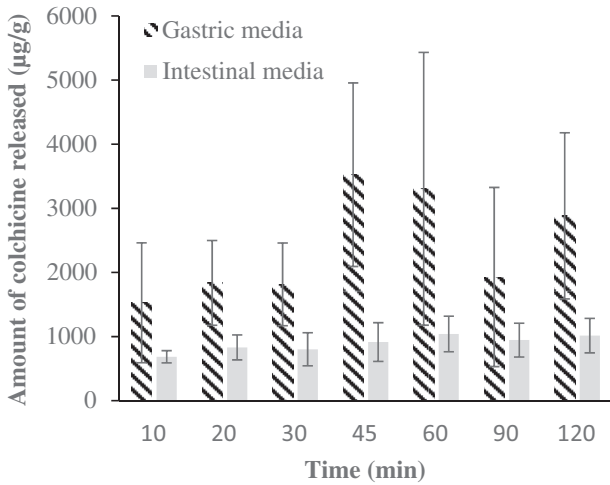 Amount of colchicine released (µg/g)
6000
5000
4000
3000
2000
1000
0
Gastric media
Intestinal media
10 20 30 45 60 90 120
Time (min)